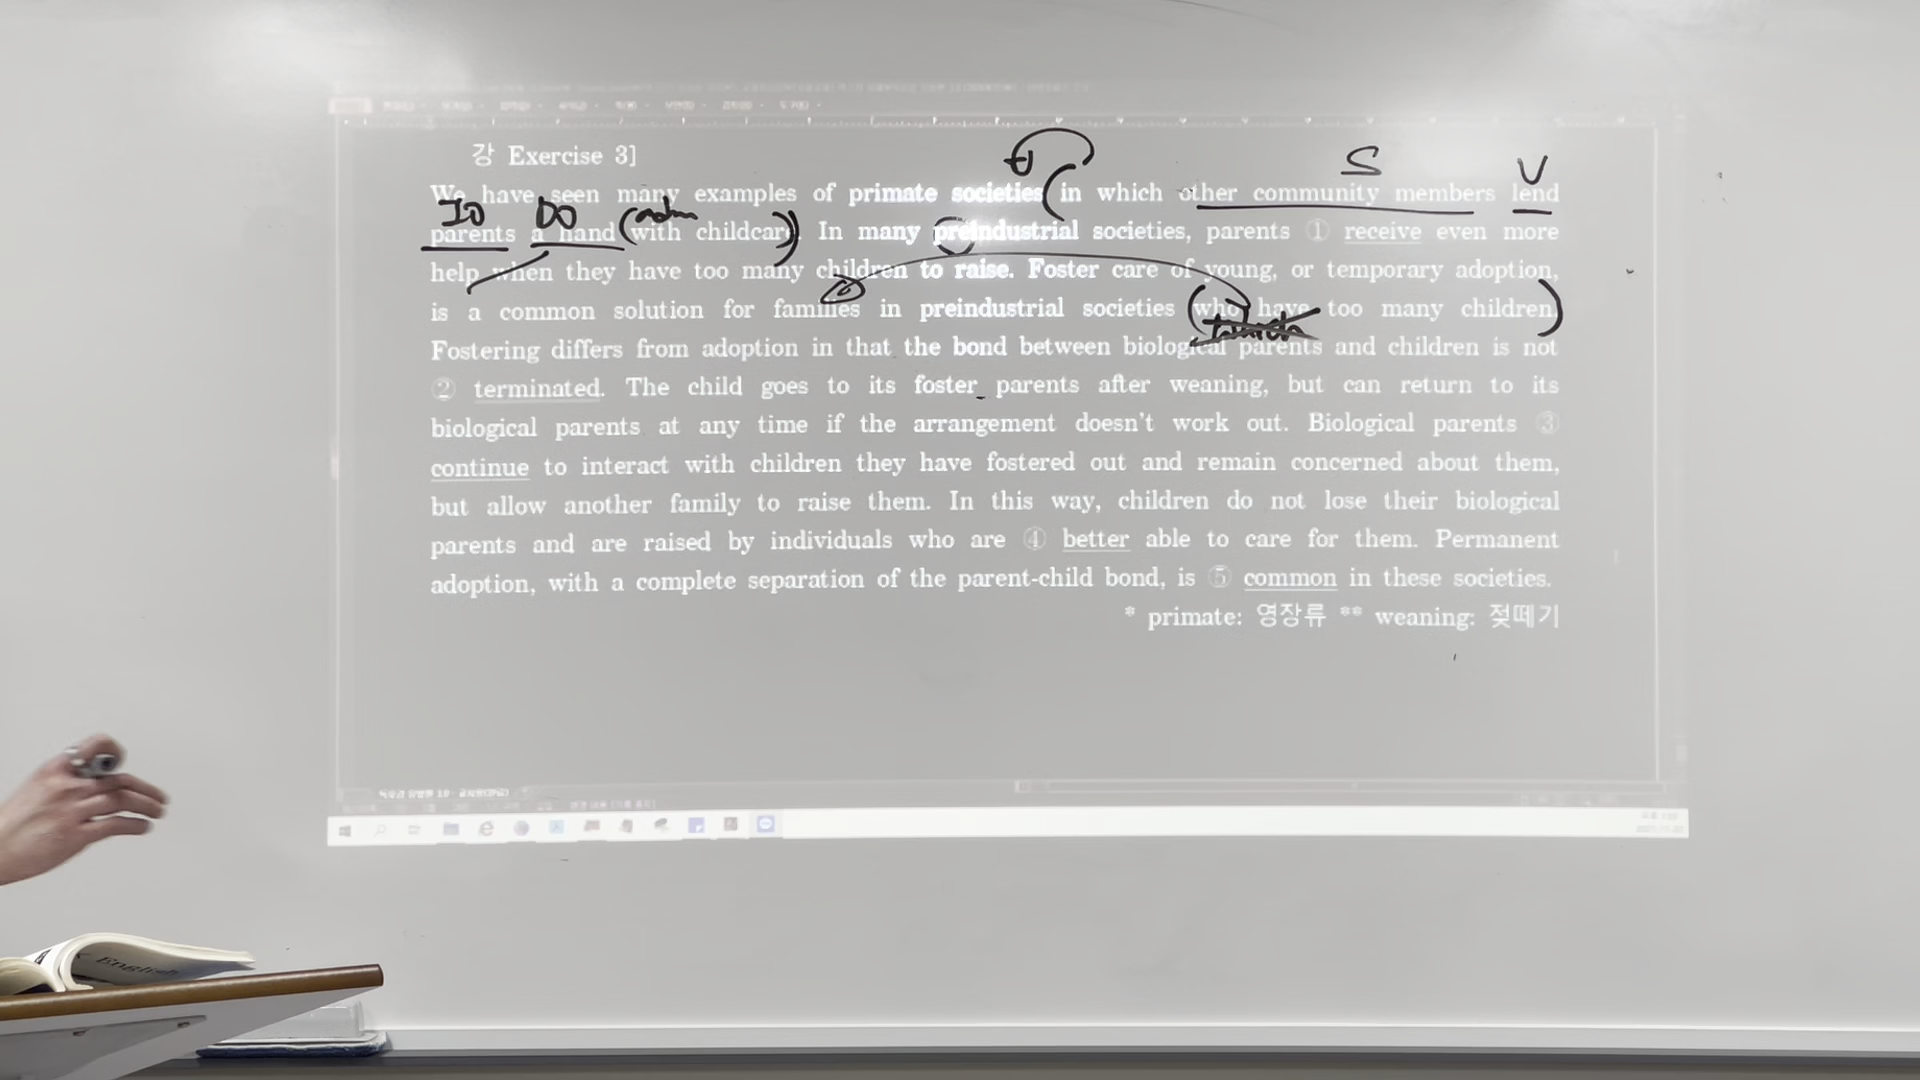 강 Exercise 3]
S V
We have seen many examples of primate societies in which other community members lend
IO DO
parents a hand with childcare. In many preindustrial societies, parents ① receive even more
help when they have too many children to raise. Foster care of young, or temporary adoption,
is a common solution for families in preindustrial societies who have too many children.
Fostering differs from adoption in that the bond between biological parents and children is not
② terminated. The child goes to its foster parents after weaning, but can return to its
biological parents at any time if the arrangement doesn't work out. Biological parents ③
continue to interact with children they have fostered out and remain concerned about them,
but allow another family to raise them. In this way, children do not lose their biological
parents and are raised by individuals who are ④ better able to care for them. Permanent
adoption, with a complete separation of the parent-child bond, is ⑤ common in these societies.
* primate: 영장류 ** weaning: 젖떼기
English